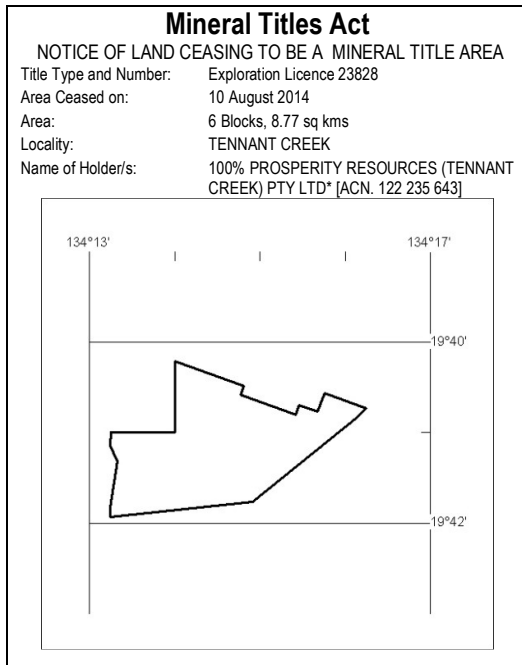 Mineral Titles Act
NOTICE OF LAND CEASING TO BE A MINERAL TITLE AREA
Title Type and Number: Exploration Licence 23828
Area Ceased on: 10 August 2014
Area: 6 Blocks, 8.77 sq kms
Locality: TENNANT CREEK
Name of Holder/s: 100% PROSPERITY RESOURCES (TENNANT
CREEK) PTY LTD* [ACN. 122 235 643]
134°13' 134°17'
19°40'
19°42'